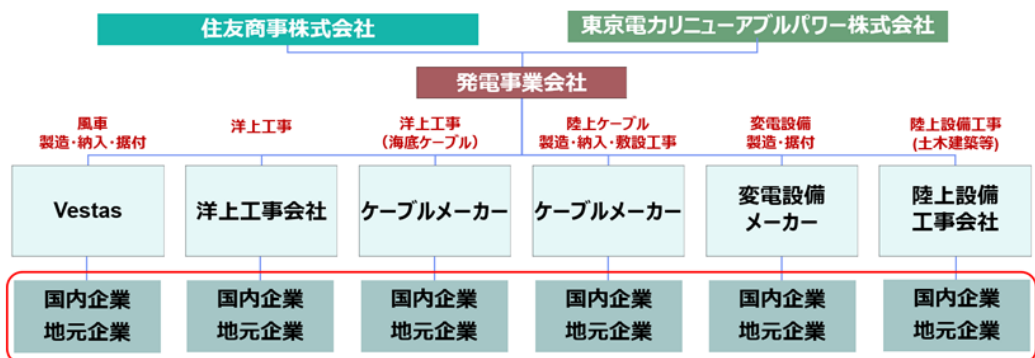 住友商事株式会社
東京電力リニューアブルパワー株式会社
発電事業会社
風車
製造・納入・据付
洋上工事
洋上工事
（海底ケーブル）
陸上ケーブル
製造・納入・敷設工事
変電設備
製造・据付
陸上設備工事
(土木建築等)
Vestas
洋上工事会社
ケーブルメーカー
ケーブルメーカー
変電設備
メーカー
陸上設備
工事会社
国内企業
地元企業
国内企業
地元企業
国内企業
地元企業
国内企業
地元企業
国内企業
地元企業
国内企業
地元企業